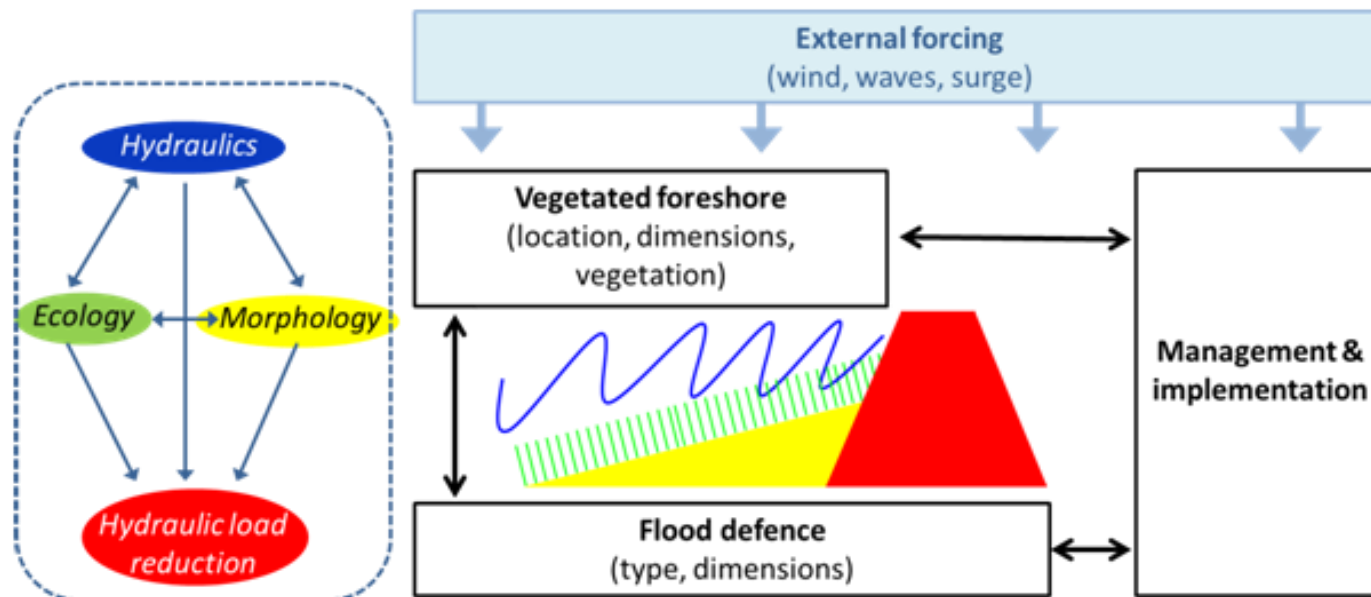 Hydraulics
Ecology
Morphology
Hydraulic load
reduction
External forcing
(wind, waves, surge)
Vegetated foreshore
(location, dimensions,
vegetation)
Management &
implementation
Flood defence
(type, dimensions)